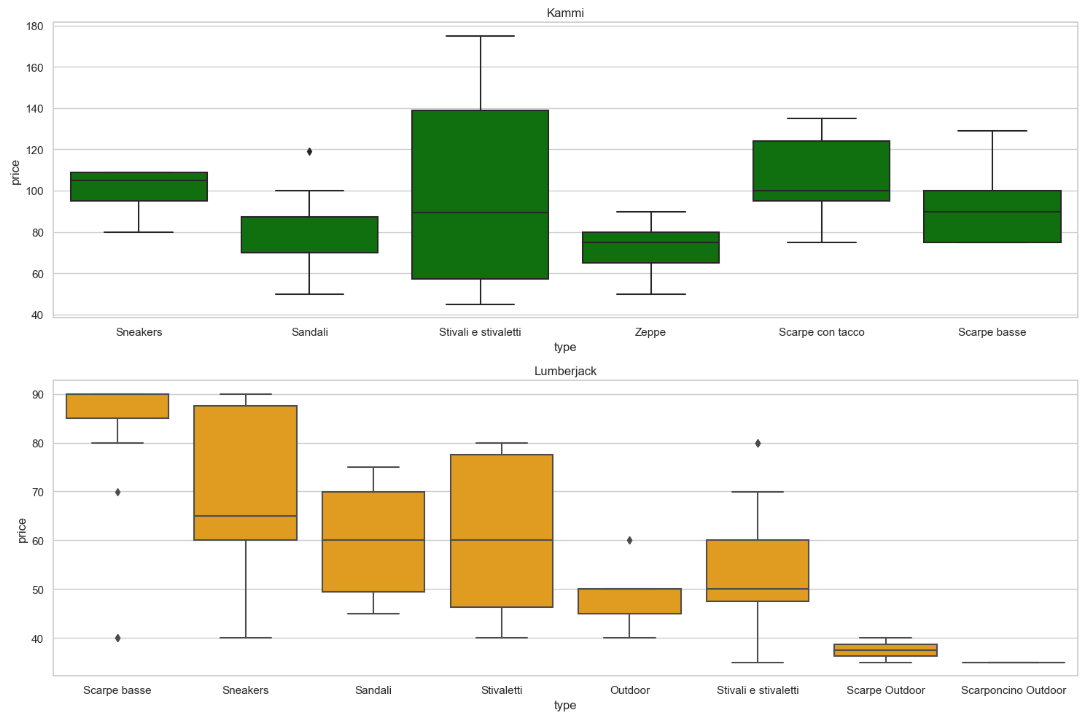 Kammi
180
160
140
120
100
80
60
40
price
Sneakers Sandali Stivali e stivaletti Zeppe Scarpe con tacco Scarpe basse
type
Lumberjack
90
80
70
60
50
40
price
Scarpe basse Sneakers Sandali Stivaletti Outdoor Stivali e stivaletti Scarpe Outdoor Scarponcino Outdoor
type